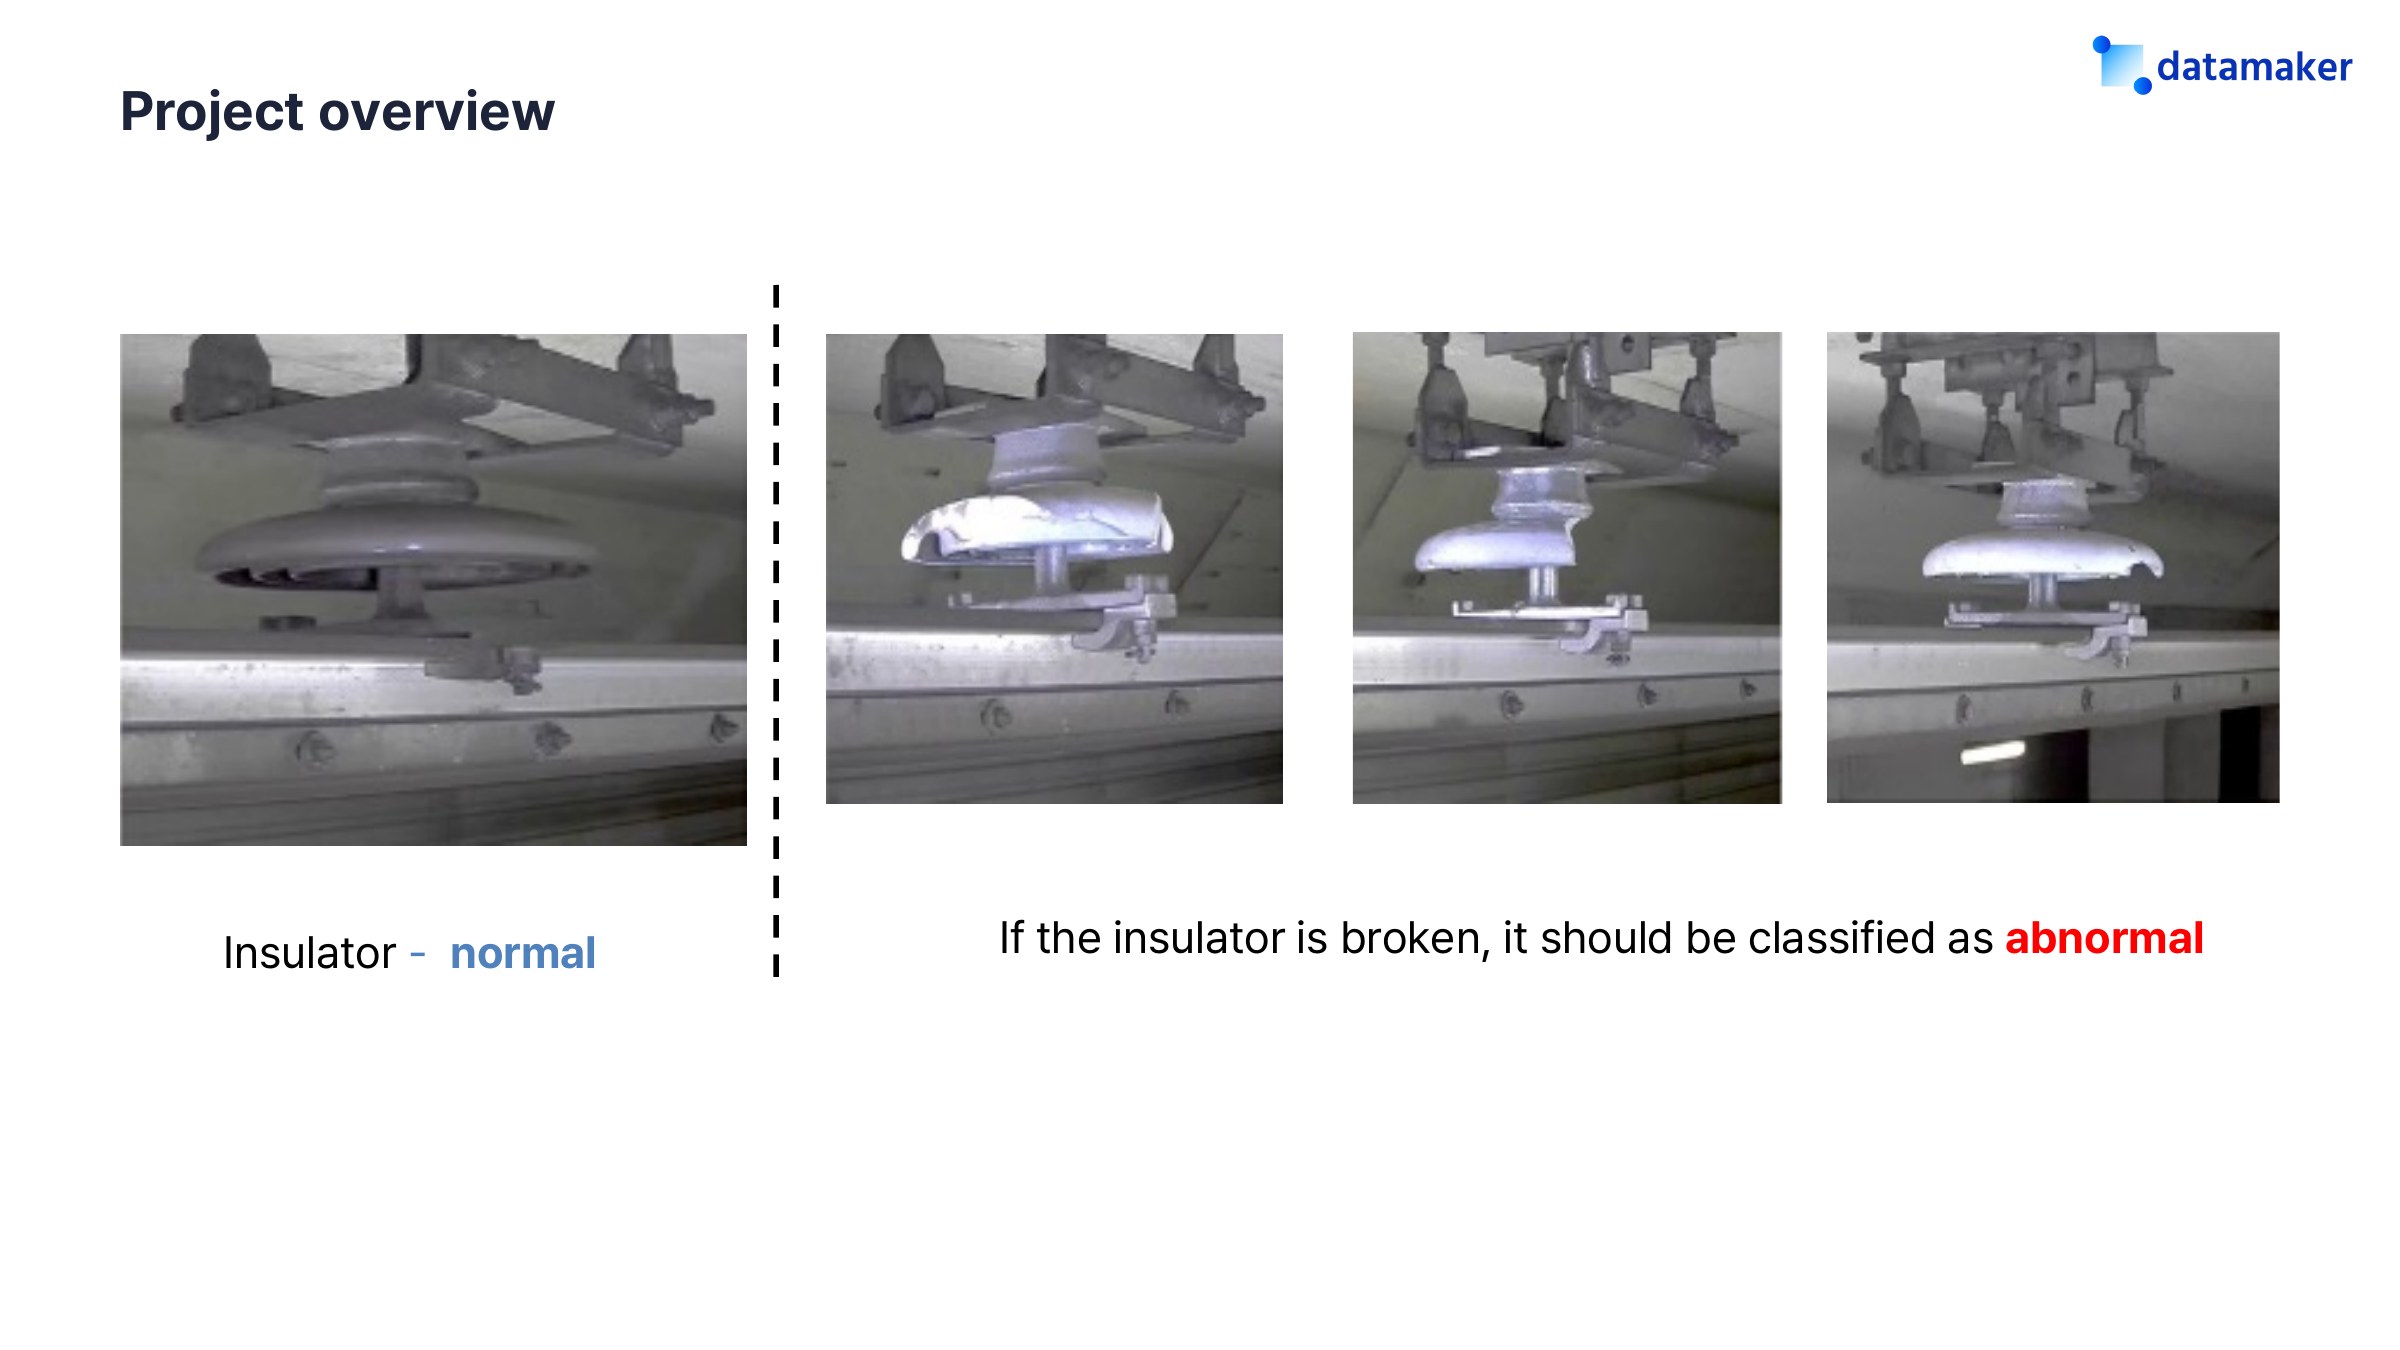 datamaker
Project overview
Insulator - normal
If the insulator is broken, it should be classified as abnormal